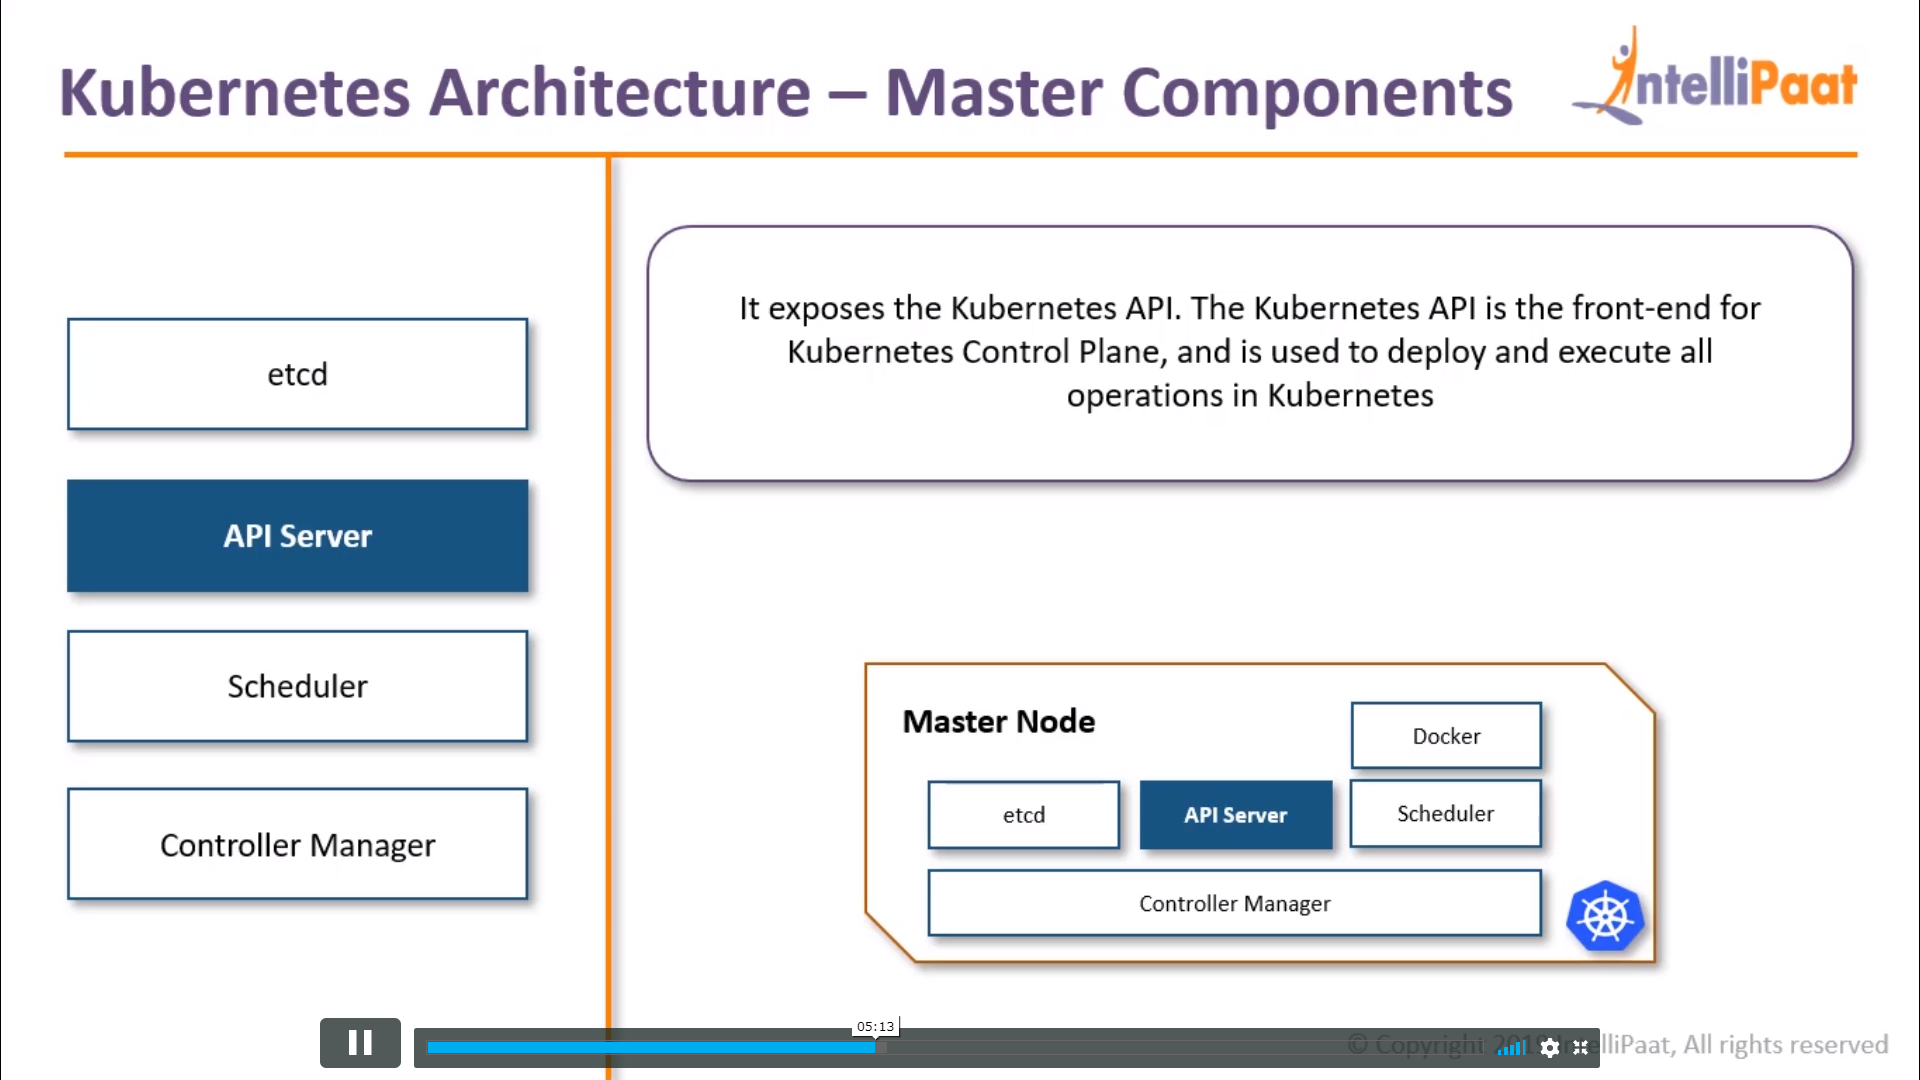 Kubernetes Architecture – Master Components
IntelliPaat
etcd
API Server
Scheduler
Controller Manager
It exposes the Kubernetes API. The Kubernetes API is the front-end for
Kubernetes Control Plane, and is used to deploy and execute all
operations in Kubernetes
Master Node
Docker
etcd
API Server
Scheduler
Controller Manager
05:13
© Copyright IntelliPaat, All rights reserved